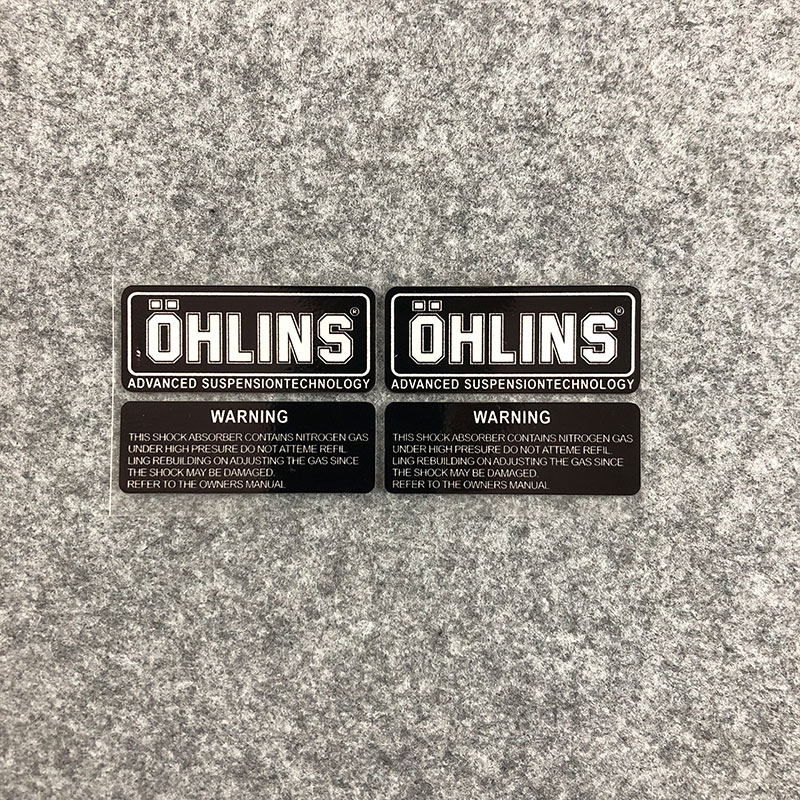 ÖHLINS®
ADVANCED SUSPENSIONTECHNOLOGY
WARNING
THIS SHOCK ABSORBER CONTAINS NITROGEN GAS
UNDER HIGH PRESURE DO NOT ATTEME REFIL
LING REBUILDING ON ADJUSTING THE GAS SINCE
THE SHOCK MAY BE DAMAGED.
REFER TO THE OWNERS MANUAL
ÖHLINS®
ADVANCED SUSPENSIONTECHNOLOGY
WARNING
THIS SHOCK ABSORBER CONTAINS NITROGEN GAS
UNDER HIGH PRESURE DO NOT ATTEME REFIL
LING REBUILDING ON ADJUSTING THE GAS SINCE
THE SHOCK MAY BE DAMAGED.
REFER TO THE OWNERS MANUAL